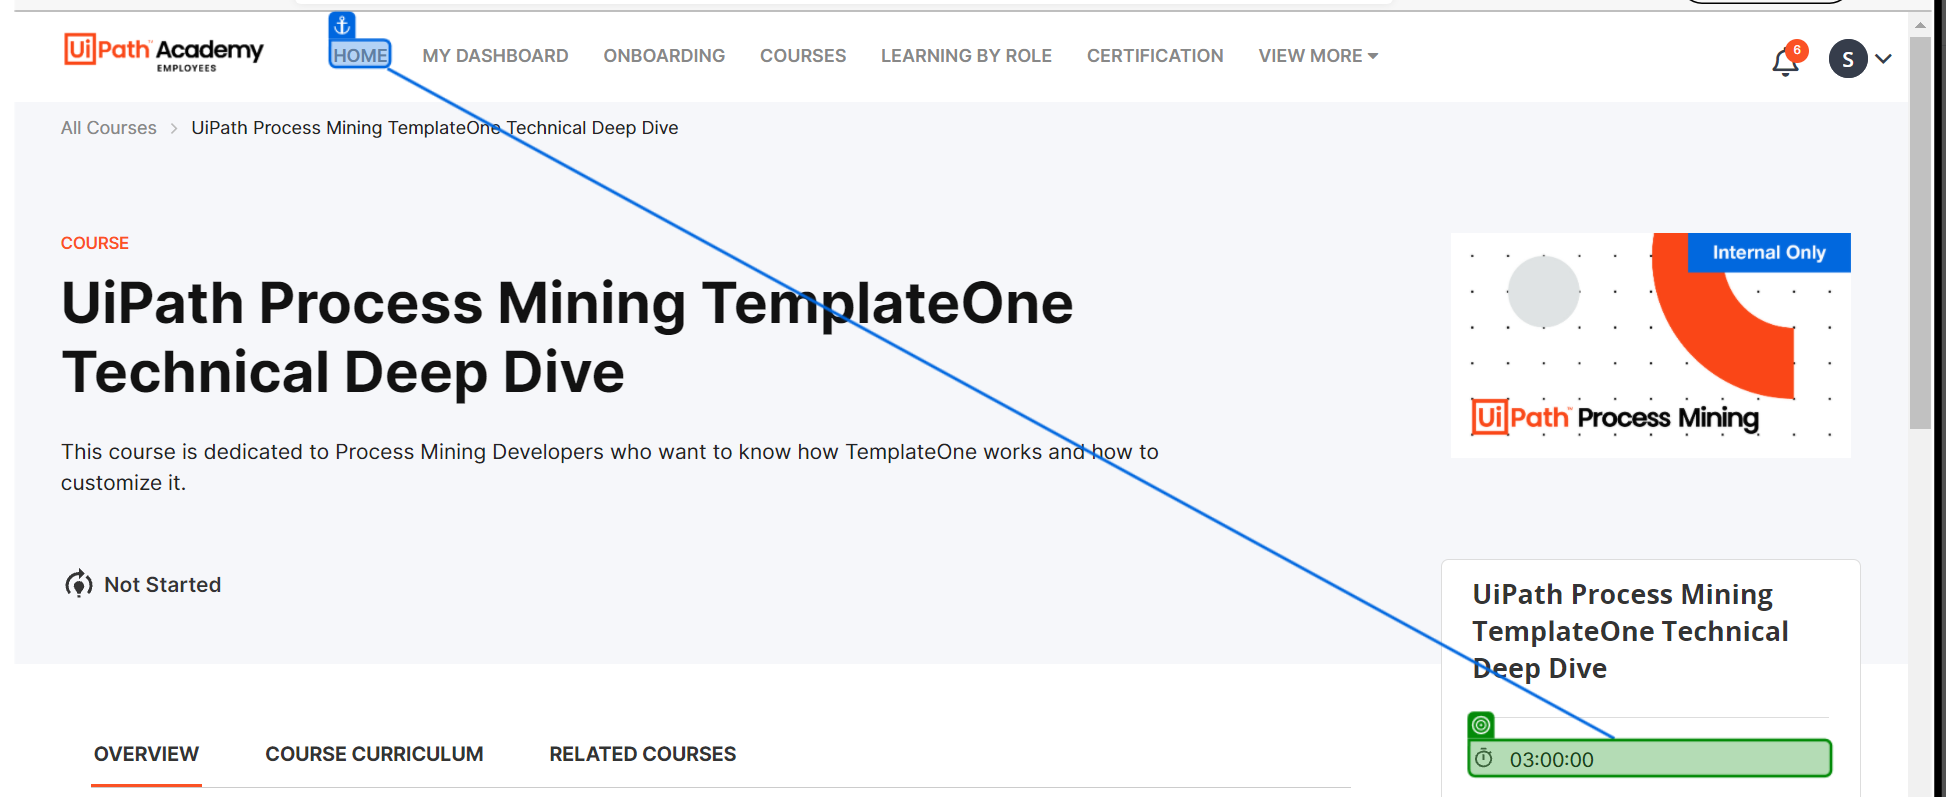 UiPath™ Academy
EMPLOYEES
HOME
MY DASHBOARD
ONBOARDING
COURSES
LEARNING BY ROLE
CERTIFICATION
VIEW MORE
6
S
All Courses > UiPath Process Mining TemplateOne Technical Deep Dive
COURSE
UiPath Process Mining TemplateOne
Technical Deep Dive
This course is dedicated to Process Mining Developers who want to know how TemplateOne works and how to
customize it.
Not Started
Internal Only
UiPath™ Process Mining
UiPath Process Mining
TemplateOne Technical
Deep Dive
03:00:00
OVERVIEW
COURSE CURRICULUM
RELATED COURSES